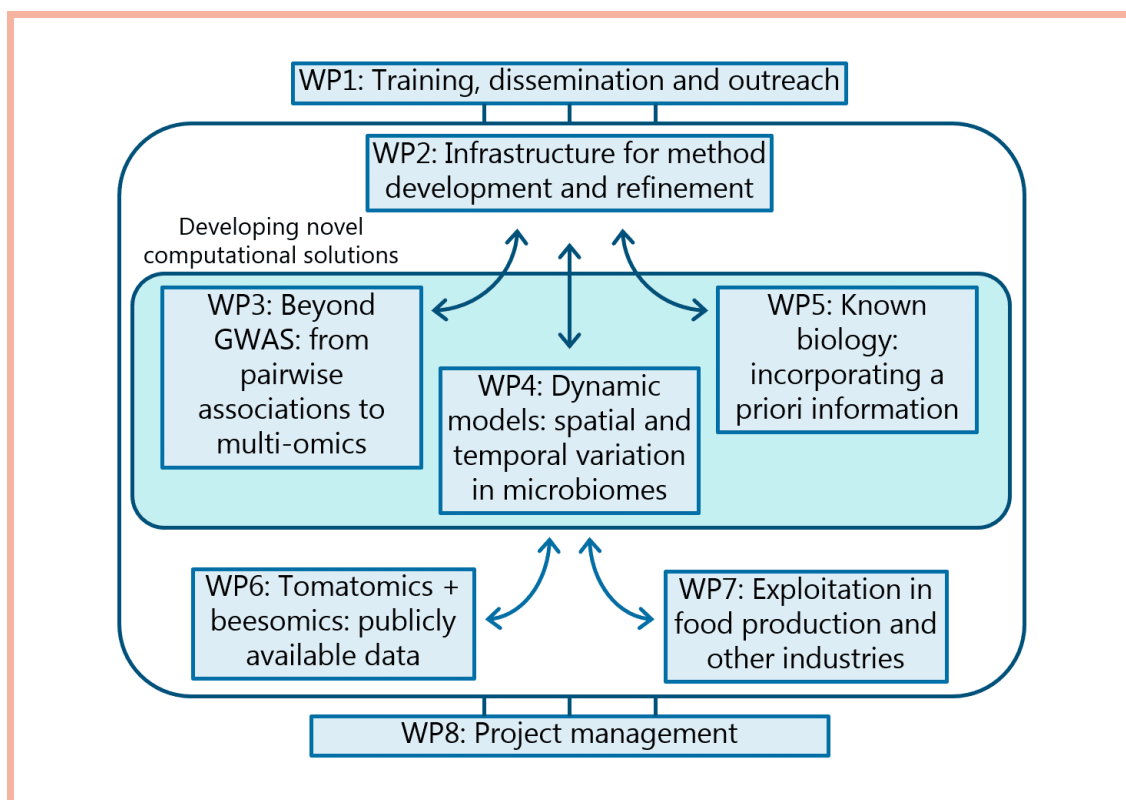 WP1: Training, dissemination and outreach
WP2: Infrastructure for method
development and refinement
Developing novel
computational solutions
WP3: Beyond
GWAS: from
pairwise
associations to
multi-omics
WP4: Dynamic
models: spatial and
temporal variation
in microbiomes
WP5: Known
biology:
incorporating a
priori information
WP6: Tomatomics +
beesomics: publicly
available data
WP7: Exploitation in
food production and
other industries
WP8: Project management